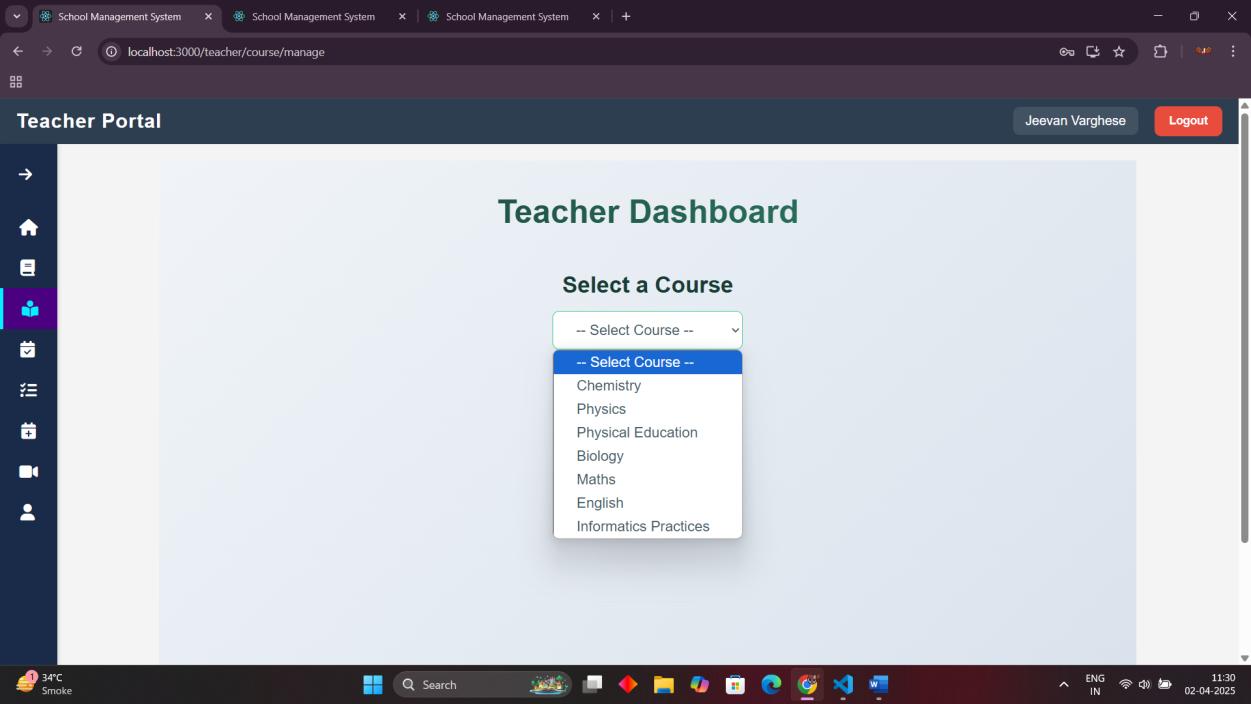 School Management System
School Management System
School Management System
localhost:3000/teacher/course/manage
Teacher Portal
Jeevan Varghese
Logout
Teacher Dashboard
Select a Course
-- Select Course --
-- Select Course --
Chemistry
Physics
Physical Education
Biology
Maths
English
Informatics Practices
1
34°C
Smoke
Search
ENG
IN
11:30
02-04-2025